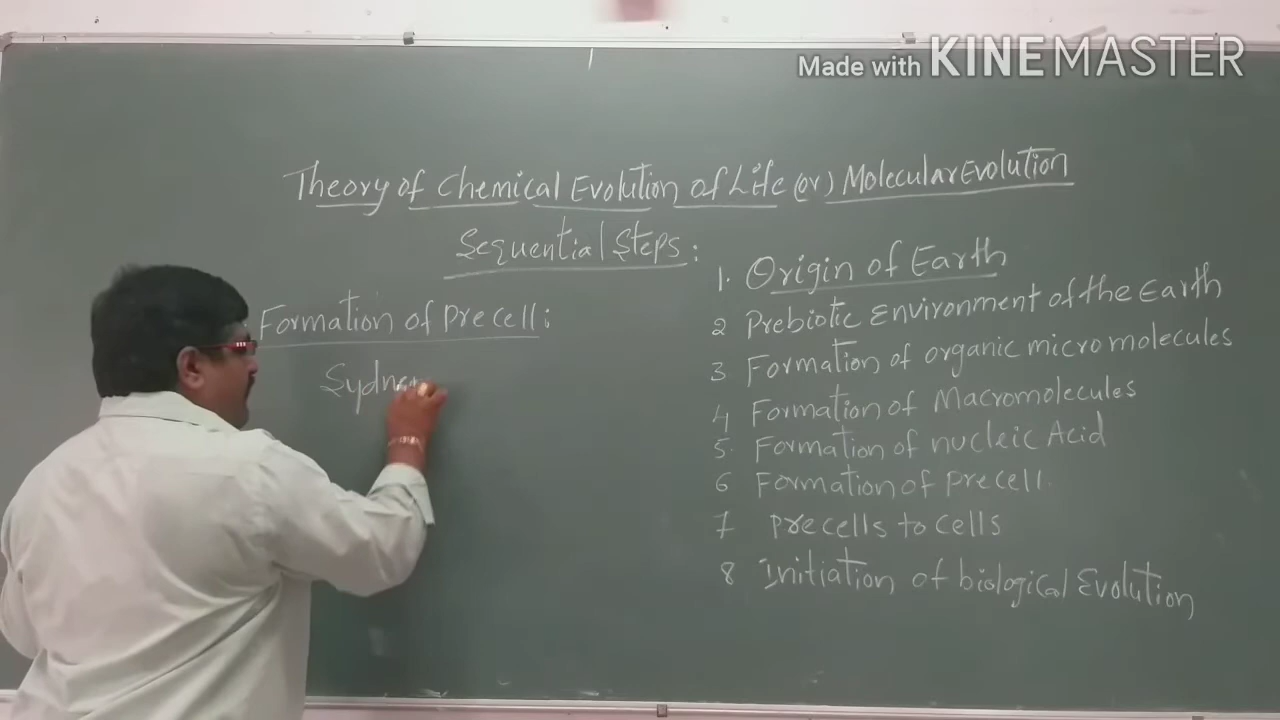 Made with KINEMASTER
Theory of Chemical Evolution of Life (or) Molecular Evolution
Sequential Steps:
Formation of precell:
Sydney
1. Origin of Earth
2 Prebiotic Environment of the Earth
3 Formation of organic micromolecules
4 Formation of Macromolecules
5. Formation of nucleic Acid
6 Formation of precell.
7 precells to cells
8 Initiation of biological Evolution